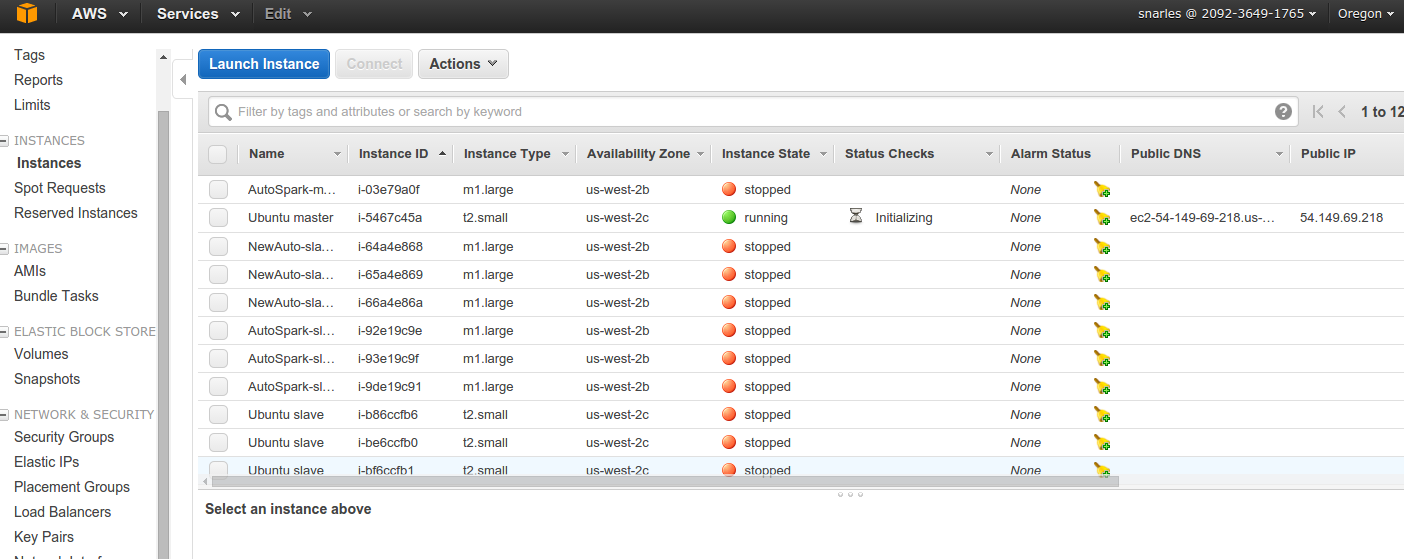 AWS Services Edit snarles @ 2092-3649-1765 Oregon
Tags
Reports
Limits
INSTANCES
Instances
Spot Requests
Reserved Instances
IMAGES
AMIs
Bundle Tasks
ELASTIC BLOCK STORE
Volumes
Snapshots
NETWORK & SECURITY
Security Groups
Elastic IPs
Placement Groups
Load Balancers
Key Pairs
Launch Instance Connect Actions
Filter by tags and attributes or search by keyword ? 1 to 12
Name Instance ID Instance Type Availability Zone Instance State Status Checks Alarm Status Public DNS Public IP
AutoSpark-m... i-03e79a0f m1.large us-west-2b stopped None
Ubuntu master i-5467c45a t2.small us-west-2c running Initializing None ec2-54-149-69-218.us-... 54.149.69.218
NewAuto-sla... i-64a4e868 m1.large us-west-2b stopped None
NewAuto-sla... i-65a4e869 m1.large us-west-2b stopped None
NewAuto-sla... i-66a4e86a m1.large us-west-2b stopped None
AutoSpark-sl... i-92e19c9e m1.large us-west-2b stopped None
AutoSpark-sl... i-93e19c9f m1.large us-west-2b stopped None
AutoSpark-sl... i-9de19c91 m1.large us-west-2b stopped None
Ubuntu slave i-b86ccfb6 t2.small us-west-2c stopped None
Ubuntu slave i-be6ccfb0 t2.small us-west-2c stopped None
Ubuntu slave i-bf6ccfb1 t2.small us-west-2c stopped None
Select an instance above